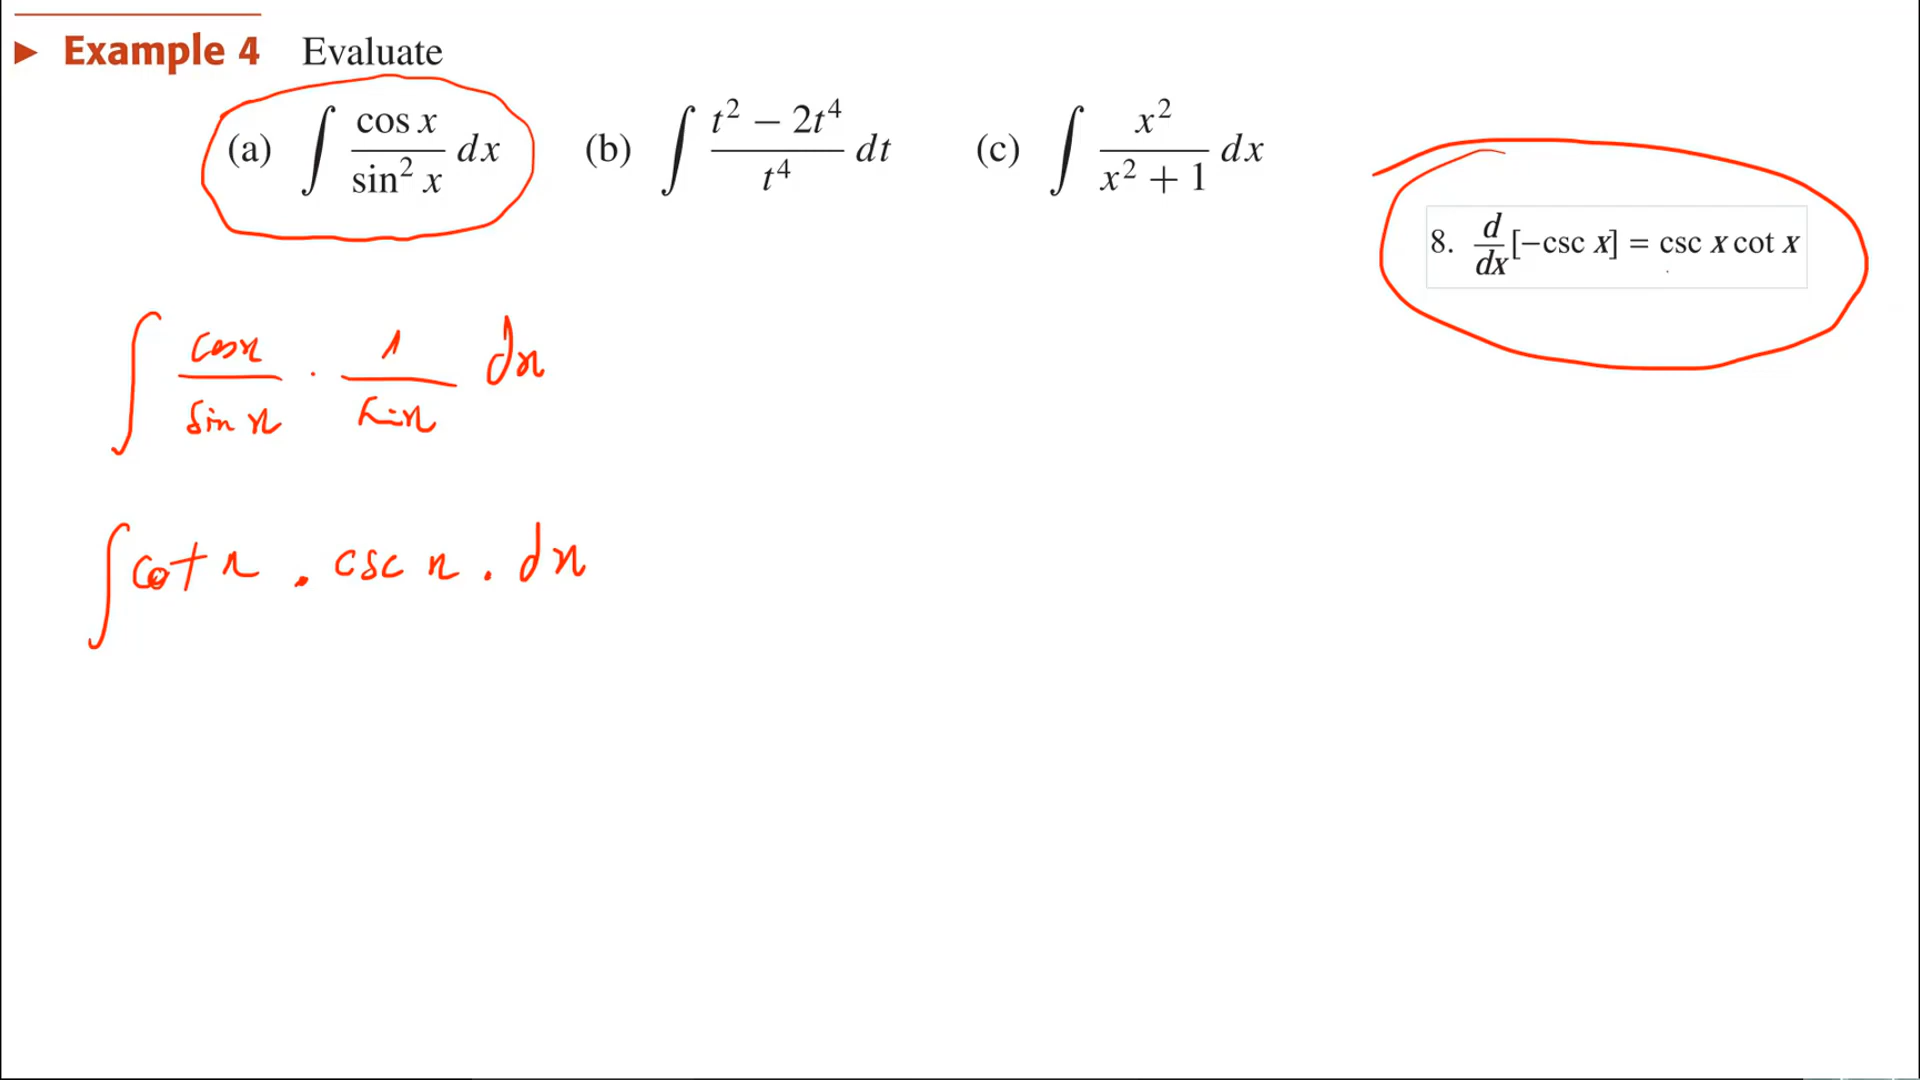 ▶ Example 4 Evaluate
(a) ∫ cos x / sin² x dx (b) ∫ t² − 2t⁴ / t⁴ dt (c) ∫ x² / x² + 1 dx
8. d/dx [−csc x] = csc x cot x
∫ cos x / sin x · 1 / sin x dx
∫ cot x . csc x . dx